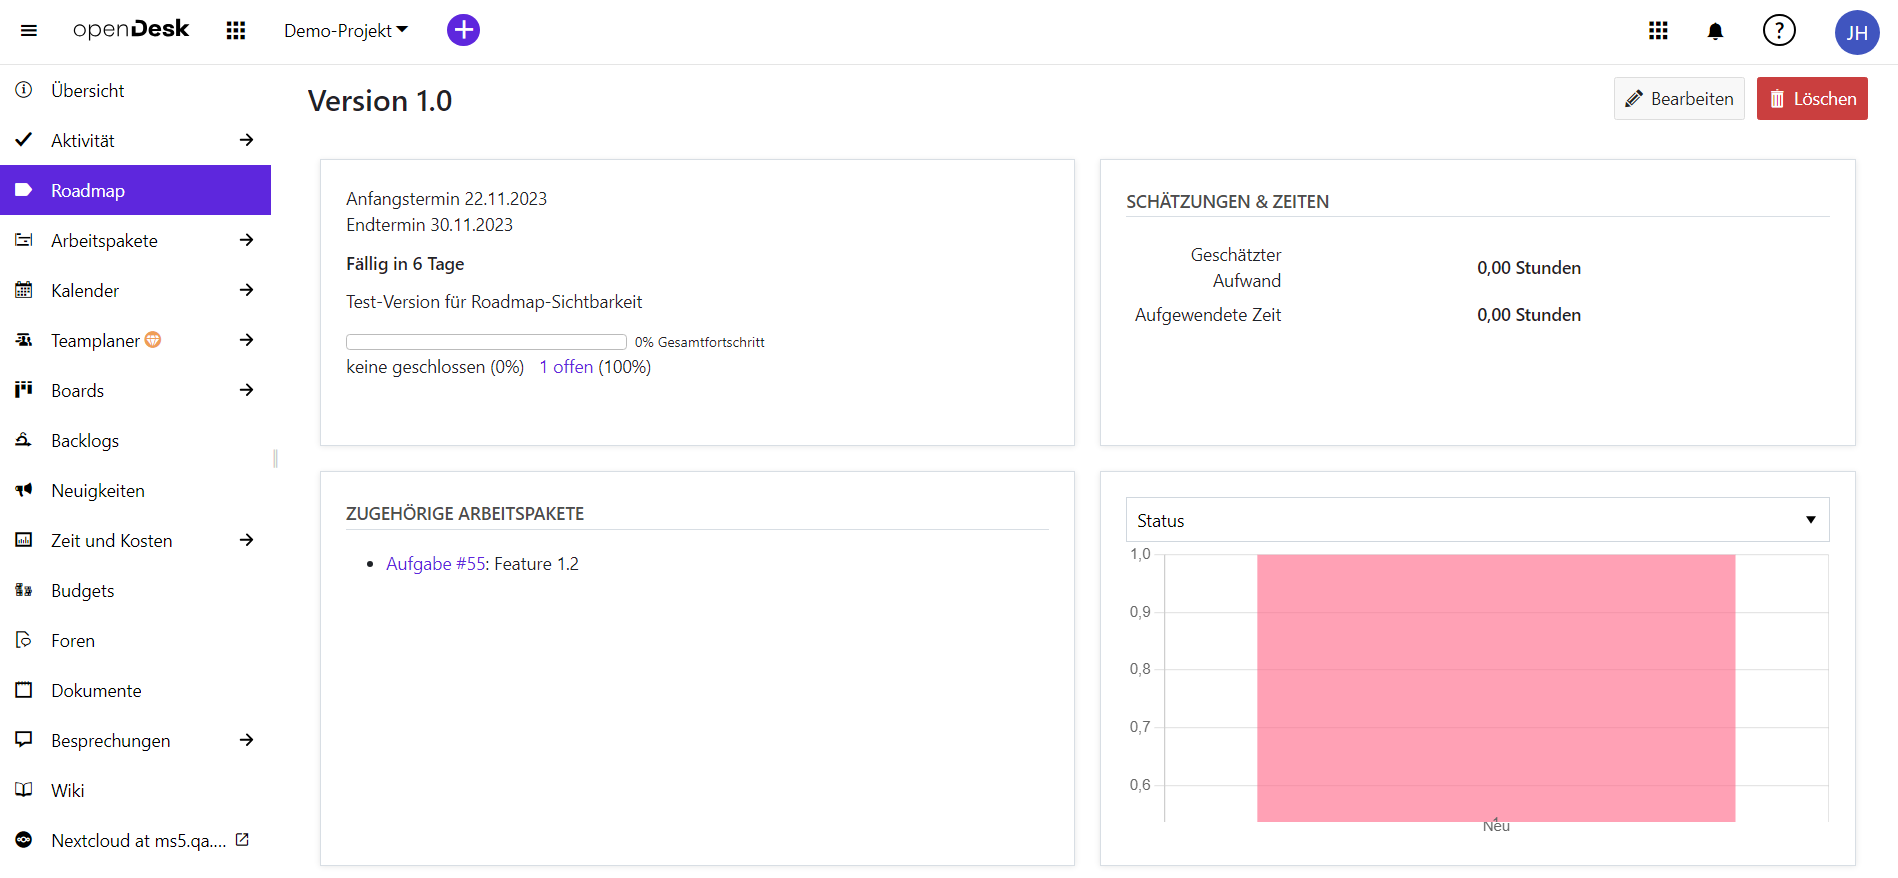 openDesk
Demo-Projekt
?
JH
Übersicht
Aktivität
Roadmap
Arbeitspakete
Kalender
Teamplaner
Boards
Backlogs
Neuigkeiten
Zeit und Kosten
Budgets
Foren
Dokumente
Besprechungen
Wiki
Nextcloud at ms5.qa....
Version 1.0
Bearbeiten
Löschen
Anfangstermin 22.11.2023
Endtermin 30.11.2023
Fällig in 6 Tage
Test-Version für Roadmap-Sichtbarkeit
0% Gesamtfortschritt
keine geschlossen (0%) 1 offen (100%)
SCHÄTZUNGEN & ZEITEN
Geschätzter
Aufwand
0,00 Stunden
Aufgewendete Zeit 0,00 Stunden
ZUGEHÖRIGE ARBEITSPAKETE
• Aufgabe #55: Feature 1.2
Status
1,0
0,9
0,8
0,7
0,6
Neu